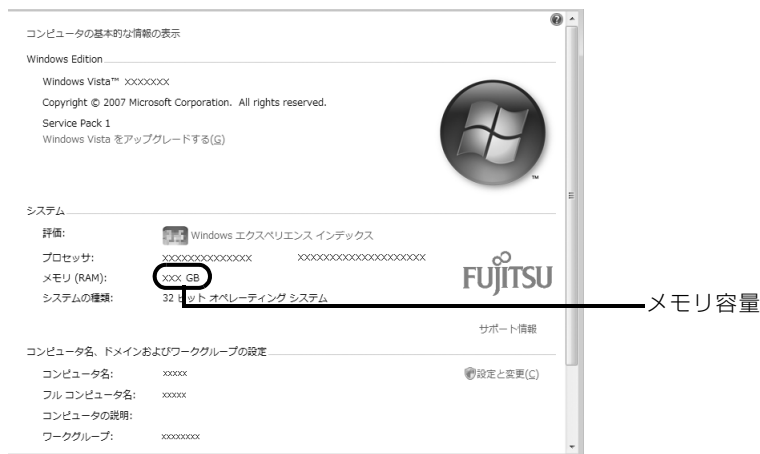 コンピュータの基本的な情報の表示
Windows Edition
Windows Vista™ XXXXXXX
Copyright © 2007 Microsoft Corporation. All rights reserved.
Service Pack 1
Windows Vista をアップグレードする(G)
TM
システム
評価: Windows エクスペリエンス インデックス
プロセッサ: XXXXXXXXXXXXXX XXXXXXXXXXXXXXXXXXXX
メモリ (RAM): XXX GB
システムの種類: 32 ビット オペレーティング システム
FUJITSU
メモリ容量
サポート情報
コンピュータ名、ドメインおよびワークグループの設定
コンピュータ名: XXXXX
設定と変更(C)
フル コンピュータ名: XXXXX
コンピュータの説明:
ワークグループ: XXXXXXXX